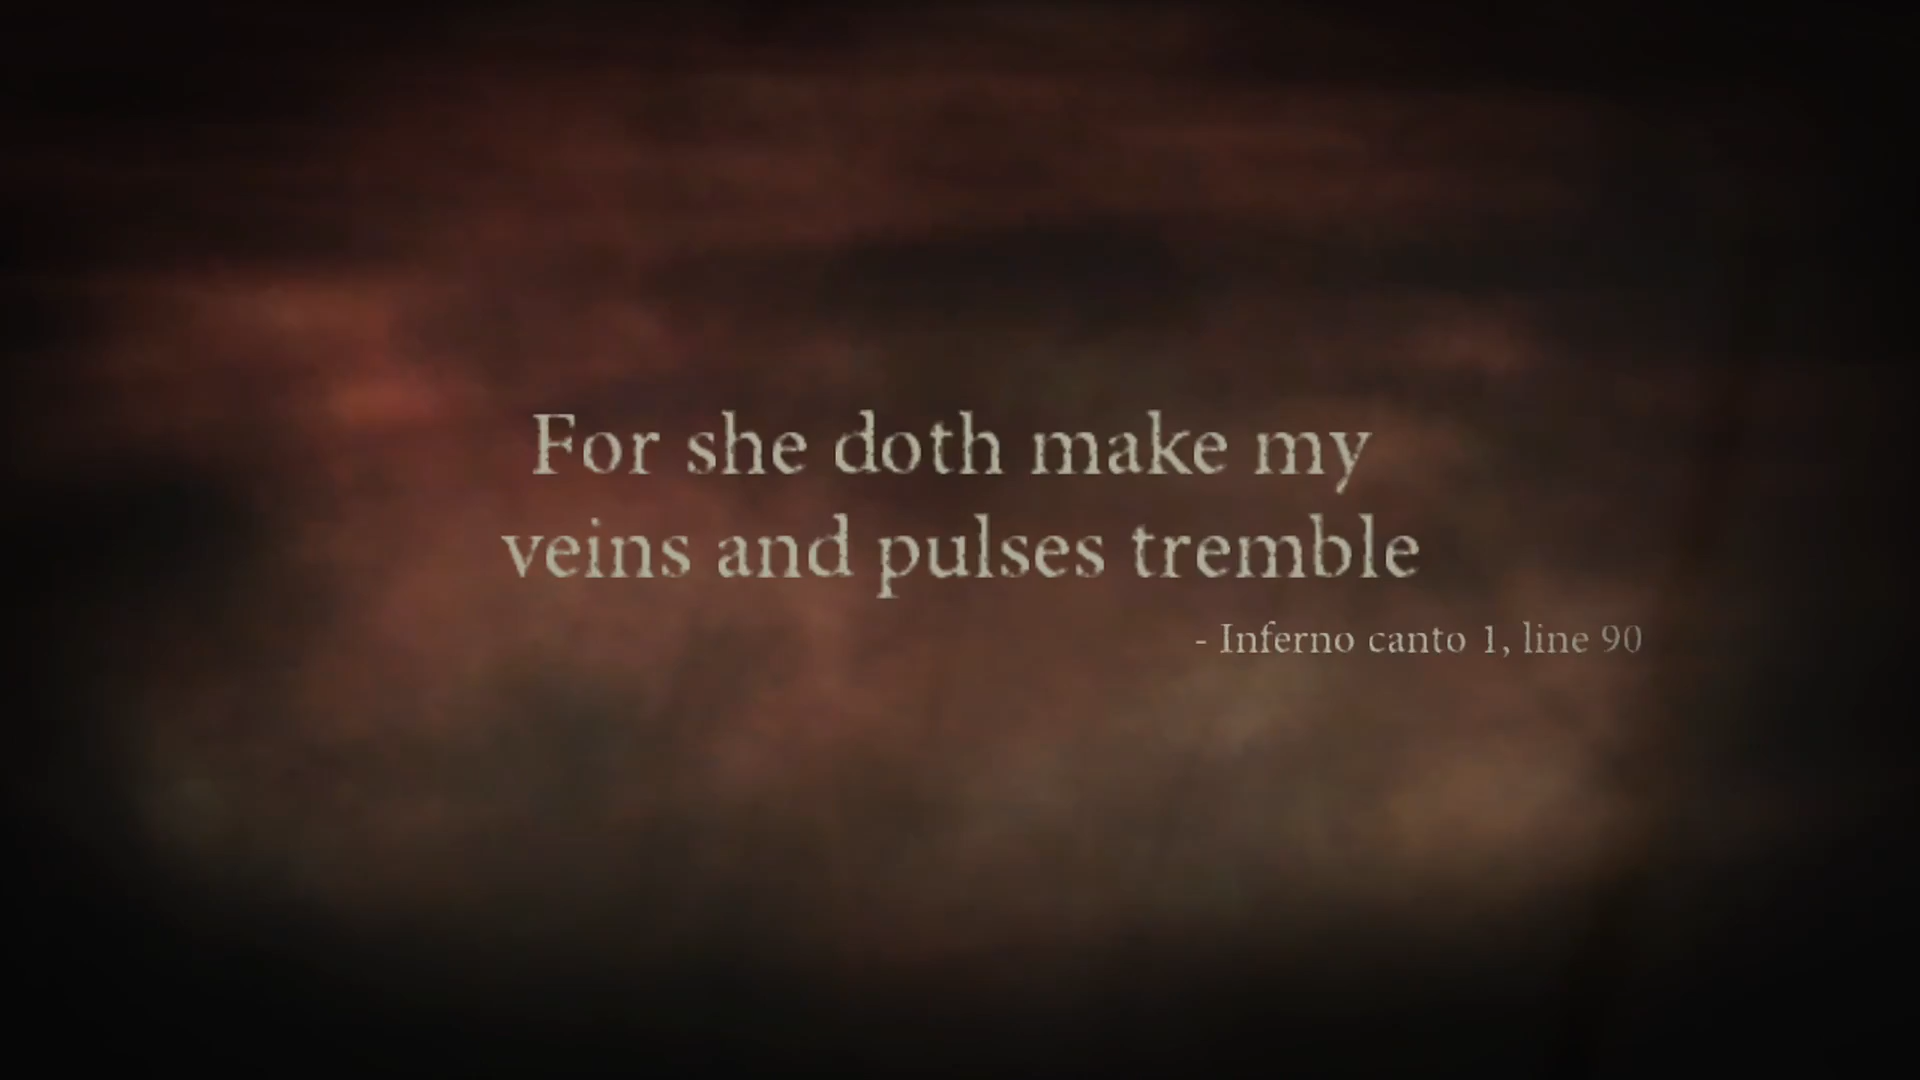 For she doth make my
veins and pulses tremble
- Inferno canto 1, line 90